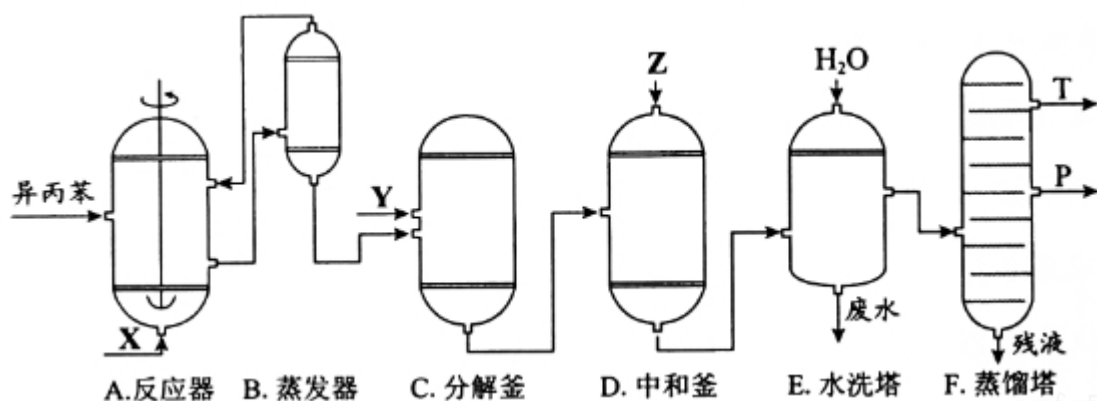 Z
H₂O
T
P
异丙苯
Y
X
废水
残液
A.反应器
B. 蒸发器
C. 分解釜
D. 中和釜
E. 水洗塔
F. 蒸馏塔